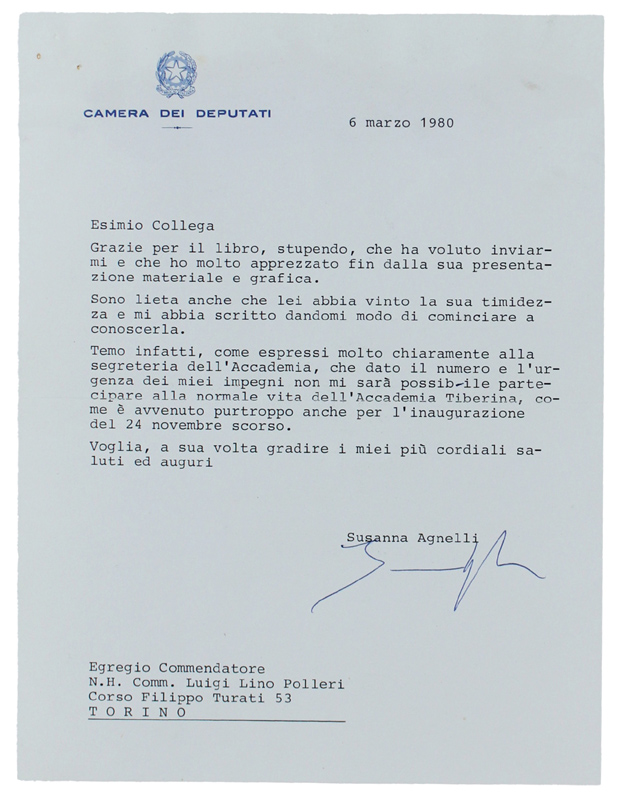 CAMERA DEI DEPUTATI
6 marzo 1980
Esimio Collega
Grazie per il libro, stupendo, che ha voluto inviar-
mi e che ho molto apprezzato fin dalla sua presenta-
zione materiale e grafica.
Sono lieta anche che lei abbia vinto la sua timidez-
za e mi abbia scritto dandomi modo di cominciare a
conoscerla.
Temo infatti, come espressi molto chiaramente alla
segreteria dell'Accademia, che dato il numero e l'ur-
genza dei miei impegni non mi sarà possib-ile parte-
cipare alla normale vita dell'Accademia Tiberina, co-
me è avvenuto purtroppo anche per l'inaugurazione
del 24 novembre scorso.
Voglia, a sua volta gradire i miei più cordiali sa-
luti ed auguri
Susanna Agnelli
Egregio Commendatore
N.H. Comm. Luigi Lino Polleri
Corso Filippo Turati 53
T O R I N O